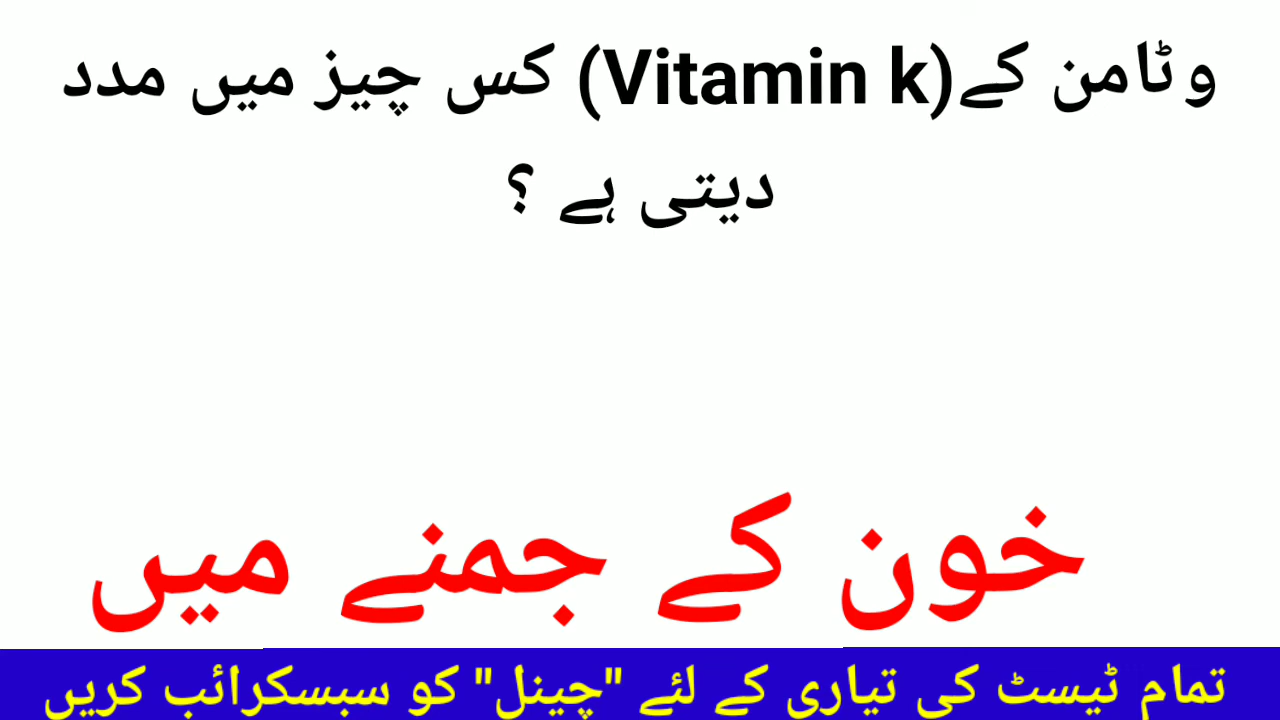 وٹامن کے(Vitamin k) کس چیز میں مدد
دیتی ہے ؟
خون کے جمنے میں
تمام ٹیسٹ کی تیاری کے لئے "چینل" کو سبسکرائب کریں